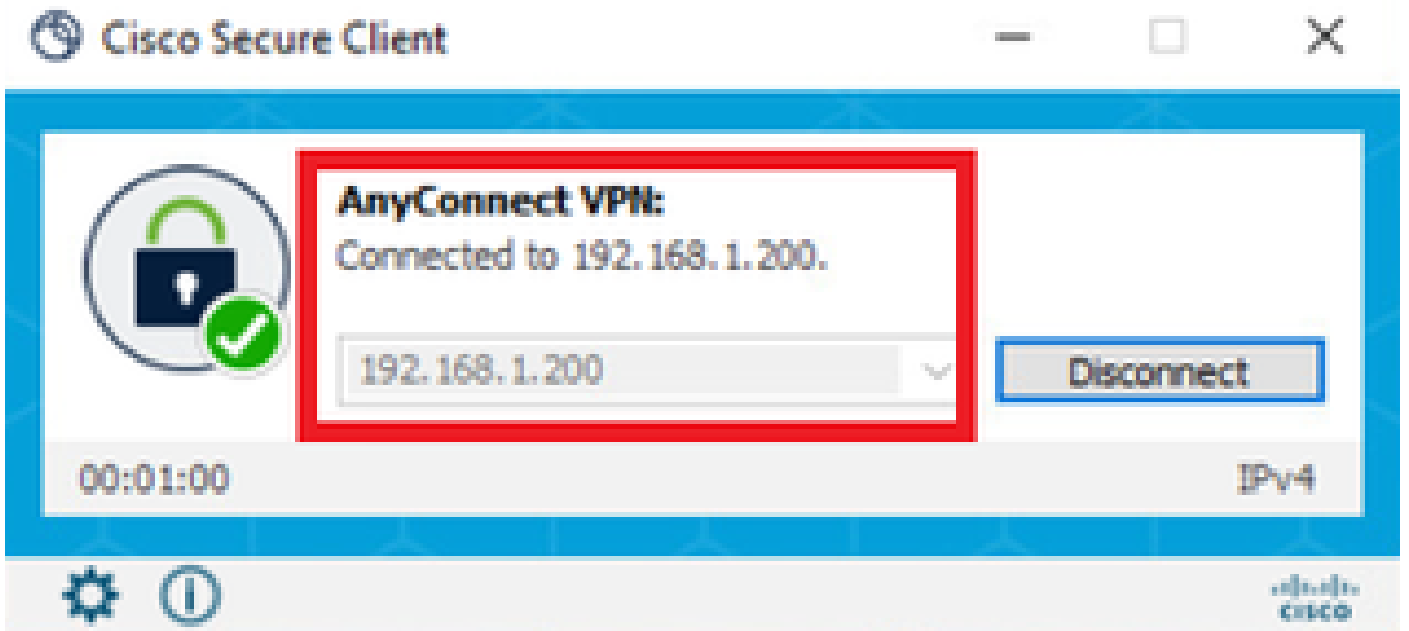 Cisco Secure Client
AnyConnect VPN:
Connected to 192.168.1.200.
192.168.1.200
Disconnect
00:01:00
IPv4
CISCO